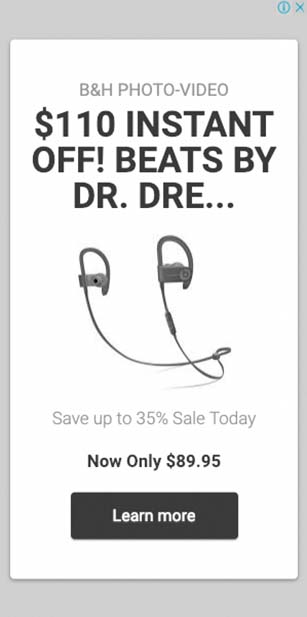 B&H PHOTO-VIDEO
$110 INSTANT
OFF! BEATS BY
DR. DRE...
Save up to 35% Sale Today
Now Only $89.95
Learn more